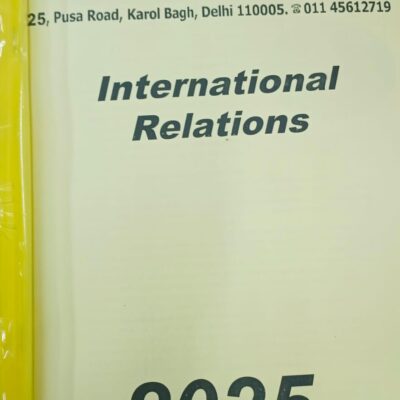 25, Pusa Road, Karol Bagh, Delhi 110005. ☎ 011 45612719
International
Relations
2025